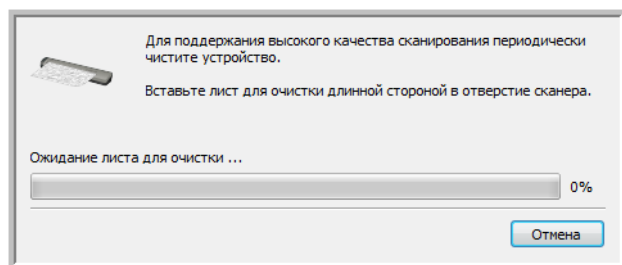 Для поддержания высокого качества сканирования периодически
чистите устройство.
Вставьте лист для очистки длинной стороной в отверстие сканера.
Ожидание листа для очистки ...
0%
Отмена